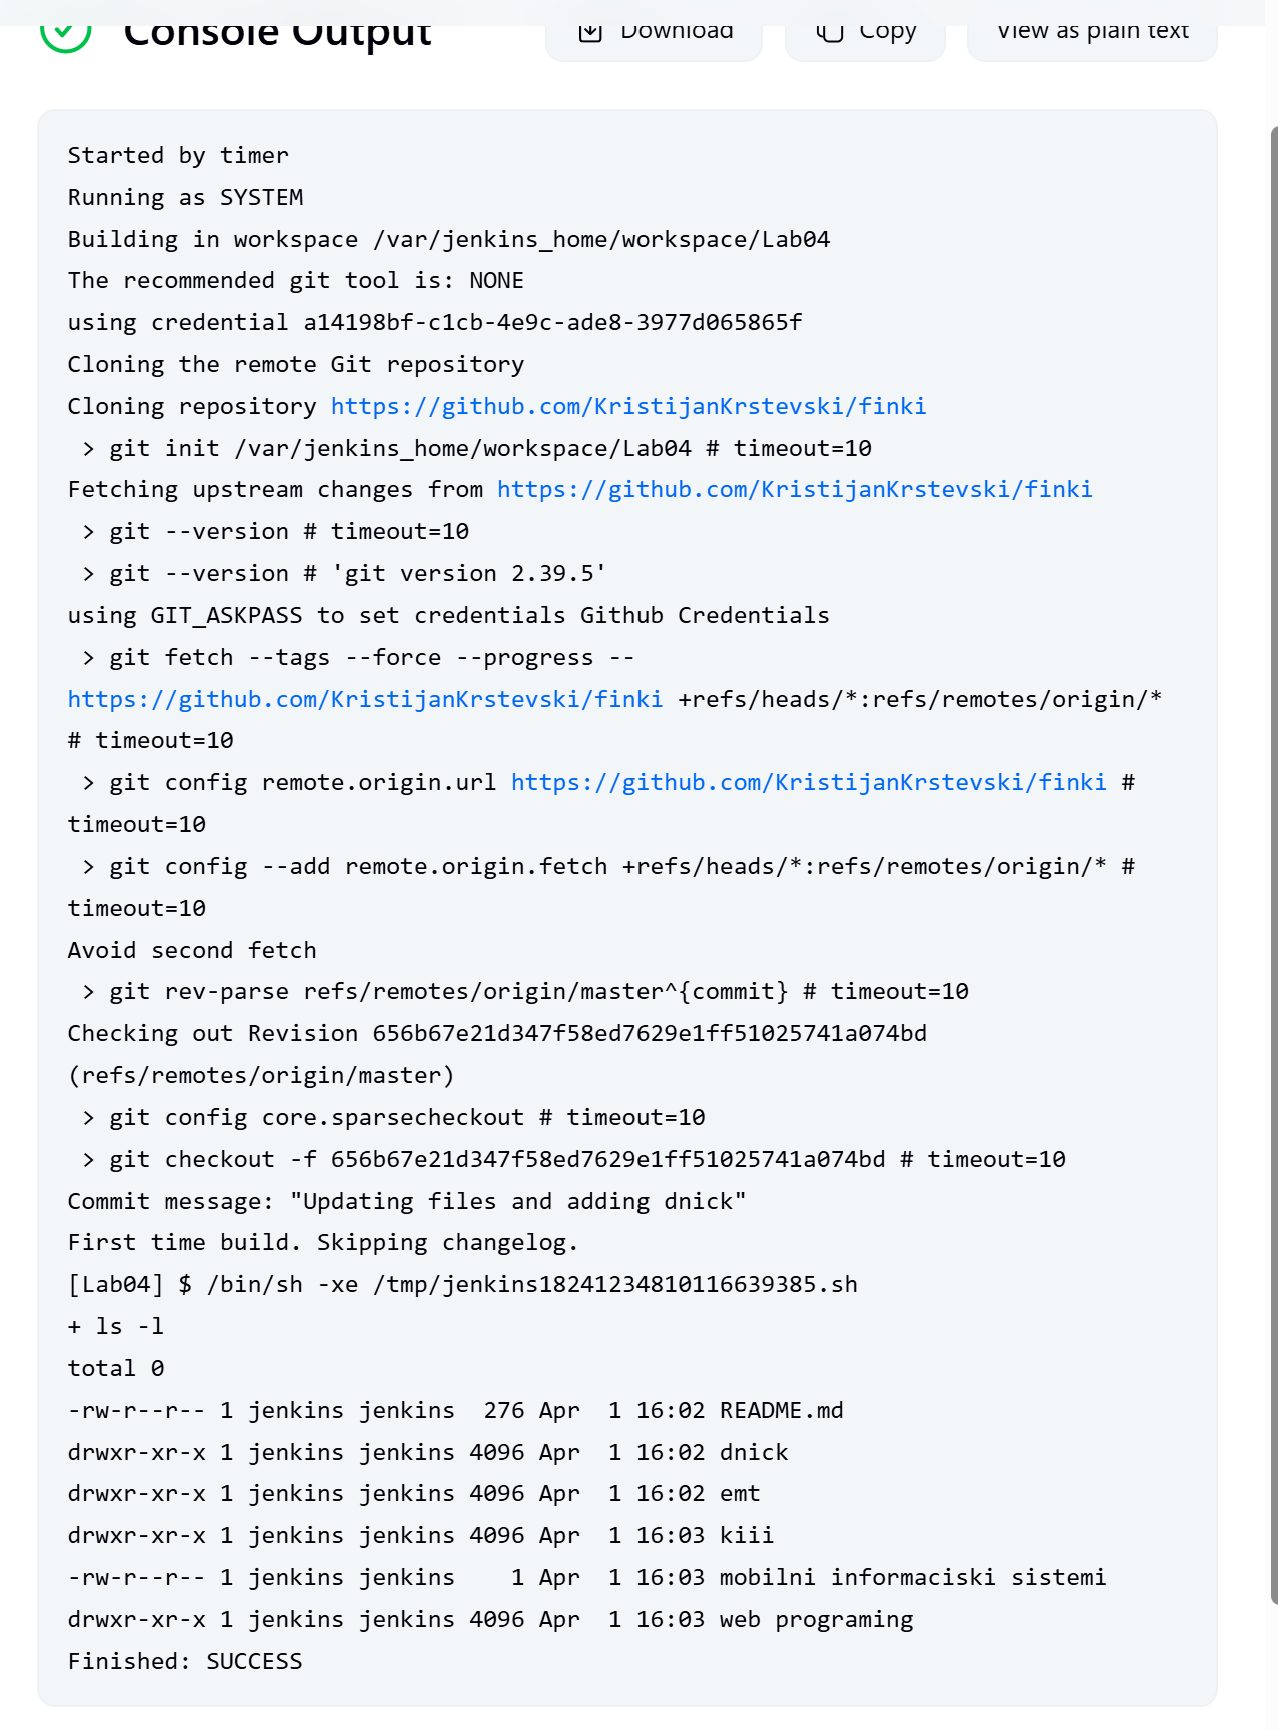 Console Output
Download
Copy
View as plain text
Started by timer
Running as SYSTEM
Building in workspace /var/jenkins_home/workspace/Lab04
The recommended git tool is: NONE
using credential a14198bf-c1cb-4e9c-ade8-3977d065865f
Cloning the remote Git repository
Cloning repository https://github.com/KristijanKrstevski/finki
 > git init /var/jenkins_home/workspace/Lab04 # timeout=10
Fetching upstream changes from https://github.com/KristijanKrstevski/finki
 > git --version # timeout=10
 > git --version # 'git version 2.39.5'
using GIT_ASKPASS to set credentials Github Credentials
 > git fetch --tags --force --progress --
https://github.com/KristijanKrstevski/finki +refs/heads/*:refs/remotes/origin/*
# timeout=10
 > git config remote.origin.url https://github.com/KristijanKrstevski/finki #
timeout=10
 > git config --add remote.origin.fetch +refs/heads/*:refs/remotes/origin/* #
timeout=10
Avoid second fetch
 > git rev-parse refs/remotes/origin/master^{commit} # timeout=10
Checking out Revision 656b67e21d347f58ed7629e1ff51025741a074bd
(refs/remotes/origin/master)
 > git config core.sparsecheckout # timeout=10
 > git checkout -f 656b67e21d347f58ed7629e1ff51025741a074bd # timeout=10
Commit message: "Updating files and adding dnick"
First time build. Skipping changelog.
[Lab04] $ /bin/sh -xe /tmp/jenkins18241234810116639385.sh
+ ls -l
total 0
-rw-r--r-- 1 jenkins jenkins  276 Apr  1 16:02 README.md
drwxr-xr-x 1 jenkins jenkins 4096 Apr  1 16:02 dnick
drwxr-xr-x 1 jenkins jenkins 4096 Apr  1 16:02 emt
drwxr-xr-x 1 jenkins jenkins 4096 Apr  1 16:03 kiii
-rw-r--r-- 1 jenkins jenkins    1 Apr  1 16:03 mobilni informaciski sistemi
drwxr-xr-x 1 jenkins jenkins 4096 Apr  1 16:03 web programing
Finished: SUCCESS